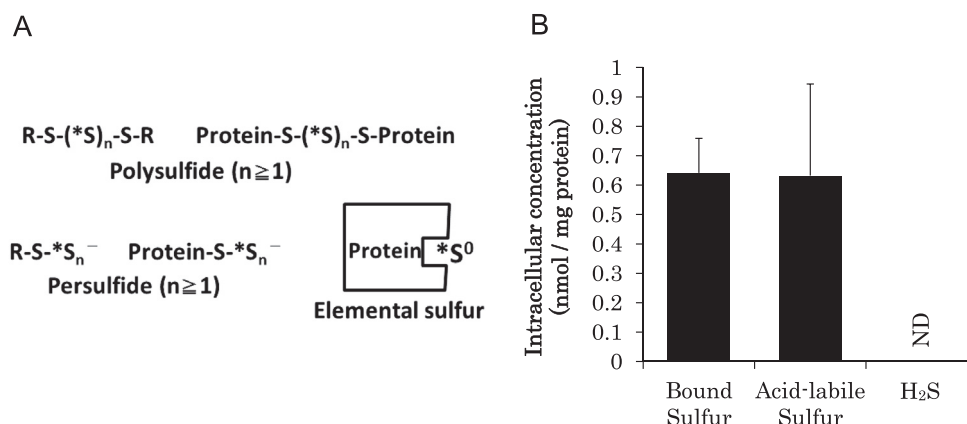 A
R-S-(*S)n-S-R Protein-S-(*S)n-S-Protein
Polysulfide (n≧1)
R-S-*Sn⁻ Protein-S-*Sn⁻
Persulfide (n≧1)
Protein *S⁰
Elemental sulfur
B
Intracellular concentration
(nmol / mg protein)
1
0.9
0.8
0.7
0.6
0.5
0.4
0.3
0.2
0.1
0
ND
Bound Acid-labile H₂S
Sulfur Sulfur